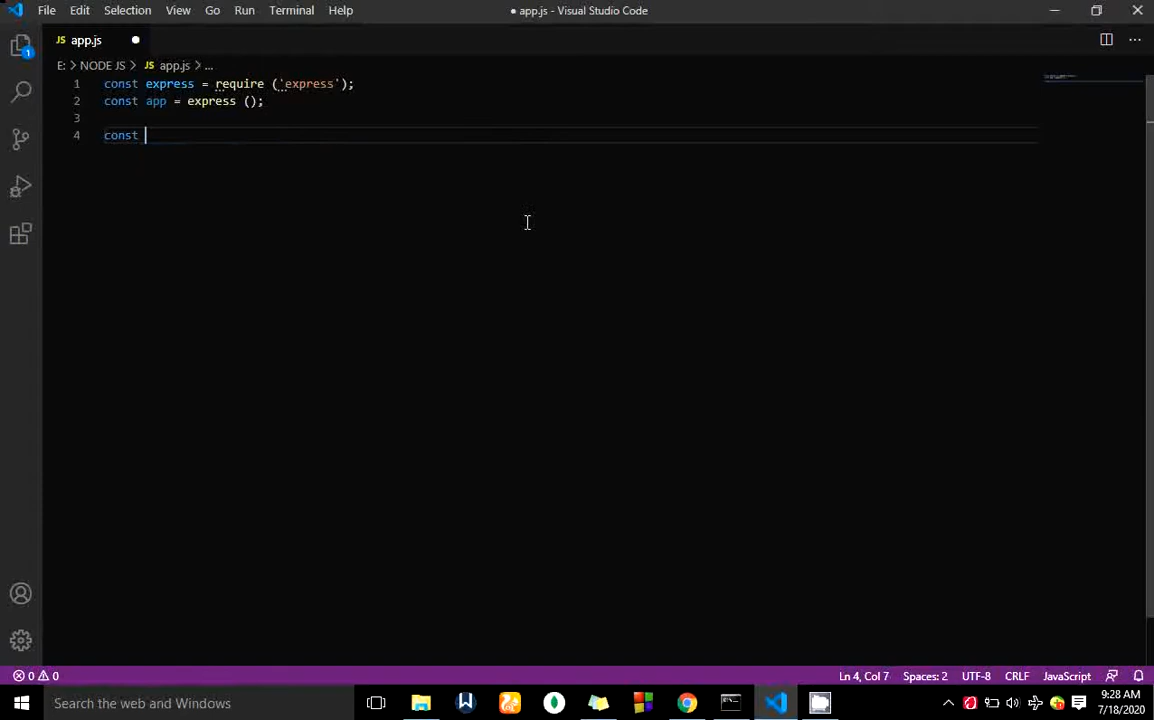 File Edit Selection View Go Run Terminal Help
● app.js - Visual Studio Code
JS app.js ●
E: > NODE JS > JS app.js > ...
1 const express = require (`express`);
2 const app = express ();
3
4 const
1
0 0
Ln 4, Col 7 Spaces: 2 UTF-8 CRLF JavaScript
Search the web and Windows
9:28 AM
7/18/2020